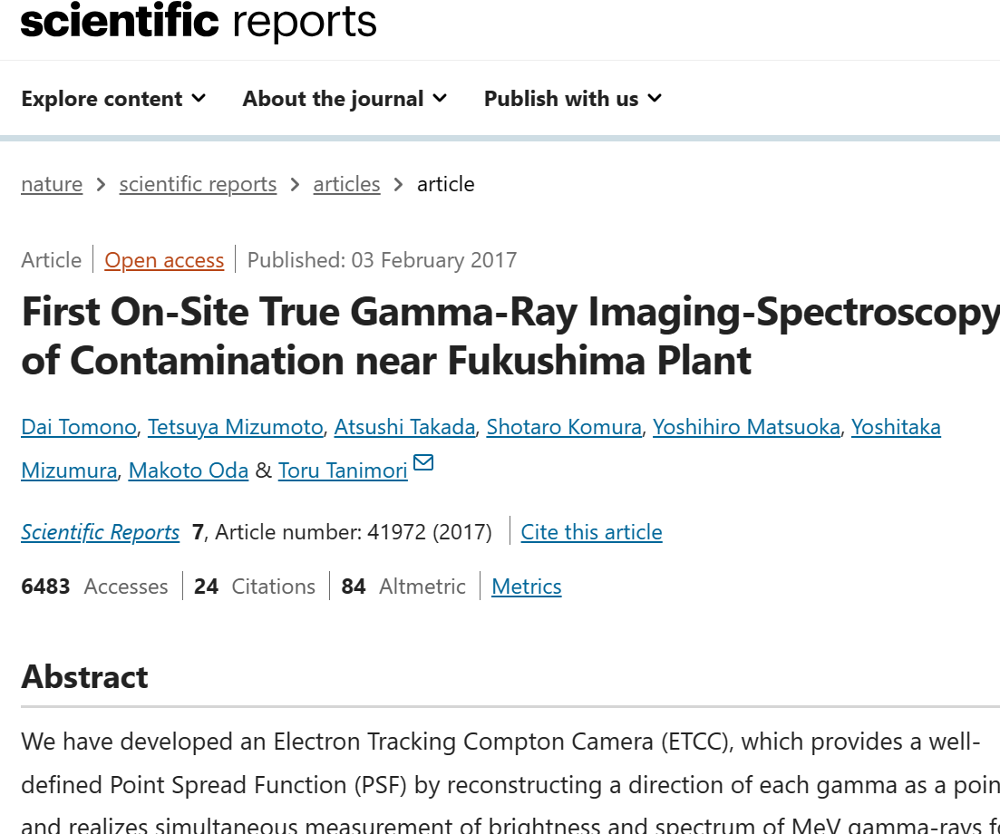 scientific reports
Explore content About the journal Publish with us
nature > scientific reports > articles > article
Article | Open access | Published: 03 February 2017
First On-Site True Gamma-Ray Imaging-Spectroscopy
of Contamination near Fukushima Plant
Dai Tomono, Tetsuya Mizumoto, Atsushi Takada, Shotaro Komura, Yoshihiro Matsuoka, Yoshitaka
Mizumura, Makoto Oda & Toru Tanimori
Scientific Reports 7, Article number: 41972 (2017) | Cite this article
6483 Accesses | 24 Citations | 84 Altmetric | Metrics
Abstract
We have developed an Electron Tracking Compton Camera (ETCC), which provides a well-
defined Point Spread Function (PSF) by reconstructing a direction of each gamma as a poin
and realizes simultaneous measurement of brightness and spectrum of MeV gamma-rays f